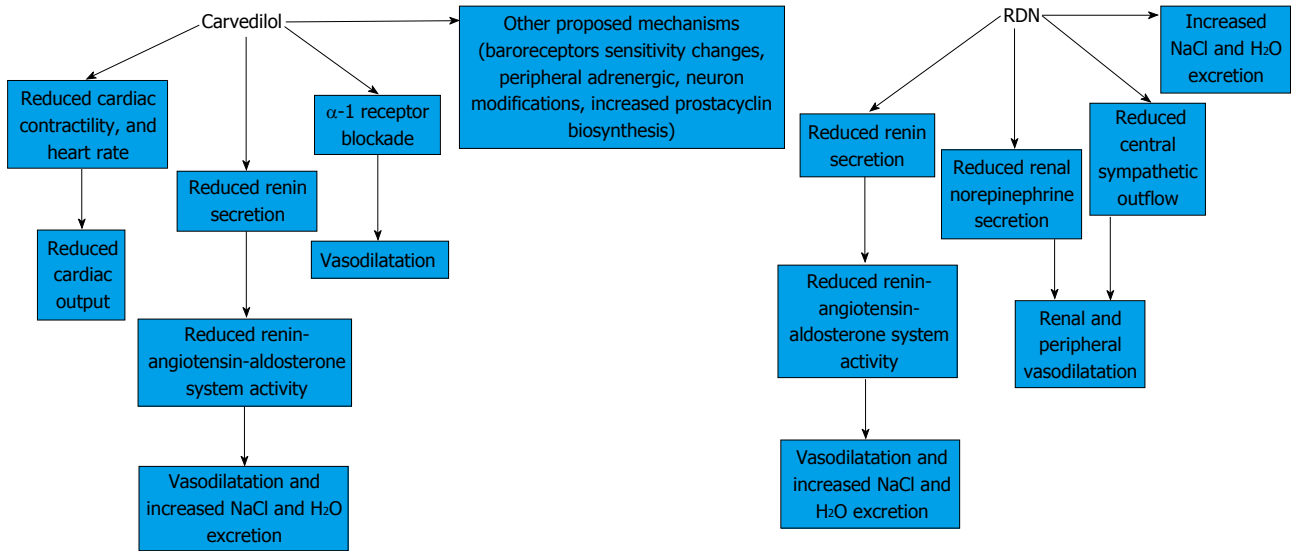 Carvedilol
Other proposed mechanisms
(baroreceptors sensitivity changes,
peripheral adrenergic, neuron
modifications, increased prostacyclin
biosynthesis)
Reduced cardiac
contractility, and
heart rate
α-1 receptor
blockade
Reduced renin
secretion
Reduced
cardiac
output
Vasodilatation
Reduced renin-
angiotensin-aldosterone
system activity
Vasodilatation and
increased NaCl and H₂O
excretion
RDN
Increased
NaCl and H₂O
excretion
Reduced renin
secretion
Reduced renal
norepinephrine
secretion
Reduced
central
sympathetic
outflow
Reduced renin-
angiotensin-
aldosterone system
activity
Renal and
peripheral
vasodilatation
Vasodilatation and
increased NaCl and
H₂O excretion